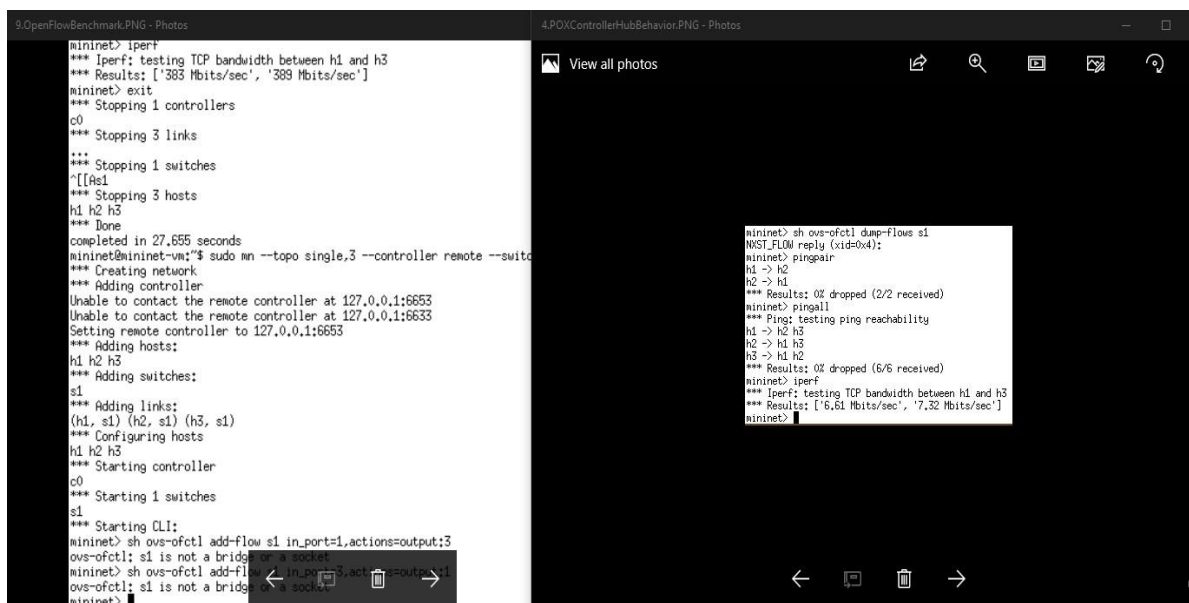 9.OpenFlowBenchmark.PNG - Photos
mininet> iperf
*** Iperf: testing TCP bandwidth between h1 and h3
*** Results: ['383 Mbits/sec', '389 Mbits/sec']
mininet> exit
*** Stopping 1 controllers
c0
*** Stopping 3 links
...
*** Stopping 1 switches
^[[As1
*** Stopping 3 hosts
h1 h2 h3
*** Done
completed in 27.655 seconds
mininet@mininet-vm:~$ sudo mn --topo single,3 --controller remote --switc
*** Creating network
*** Adding controller
Unable to contact the remote controller at 127.0.0.1:6653
Unable to contact the remote controller at 127.0.0.1:6633
Setting remote controller to 127.0.0.1:6653
*** Adding hosts:
h1 h2 h3
*** Adding switches:
s1
*** Adding links:
(h1, s1) (h2, s1) (h3, s1)
*** Configuring hosts
h1 h2 h3
*** Starting controller
c0
*** Starting 1 switches
s1
*** Starting CLI:
mininet> sh ovs-ofctl add-flow s1 in_port=1,actions=output:3
ovs-ofctl: s1 is not a bridge or a socket
mininet> sh ovs-ofctl add-flow s1 in_port=3,actions=output:1
ovs-ofctl: s1 is not a bridge or a socket
mininet>
4.POXControllerHubBehavior.PNG - Photos
View all photos
mininet> sh ovs-ofctl dump-flows s1
NXST_FLOW reply (xid=0x4):
mininet> pingpair
h1 -> h2
h2 -> h1
*** Results: 0% dropped (2/2 received)
mininet> pingall
*** Ping: testing ping reachability
h1 -> h2 h3
h2 -> h1 h3
h3 -> h1 h2
*** Results: 0% dropped (6/6 received)
mininet> iperf
*** Iperf: testing TCP bandwidth between h1 and h3
*** Results: ['6.61 Mbits/sec', '7.32 Mbits/sec']
mininet>